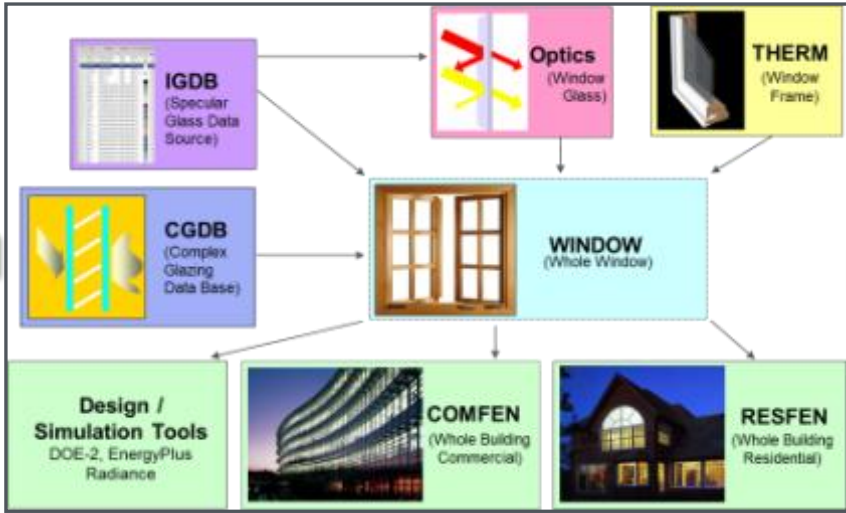 IGDB
(Specular
Glass Data
Source)
Optics
(Window
Glass)
THERM
(Window
Frame)
CGDB
(Complex
Glazing
Data Base)
WINDOW
(Whole Window)
Design /
Simulation Tools
DOE-2, EnergyPlus
Radiance
COMFEN
(Whole Building
Commercial)
RESFEN
(Whole Building
Residential)